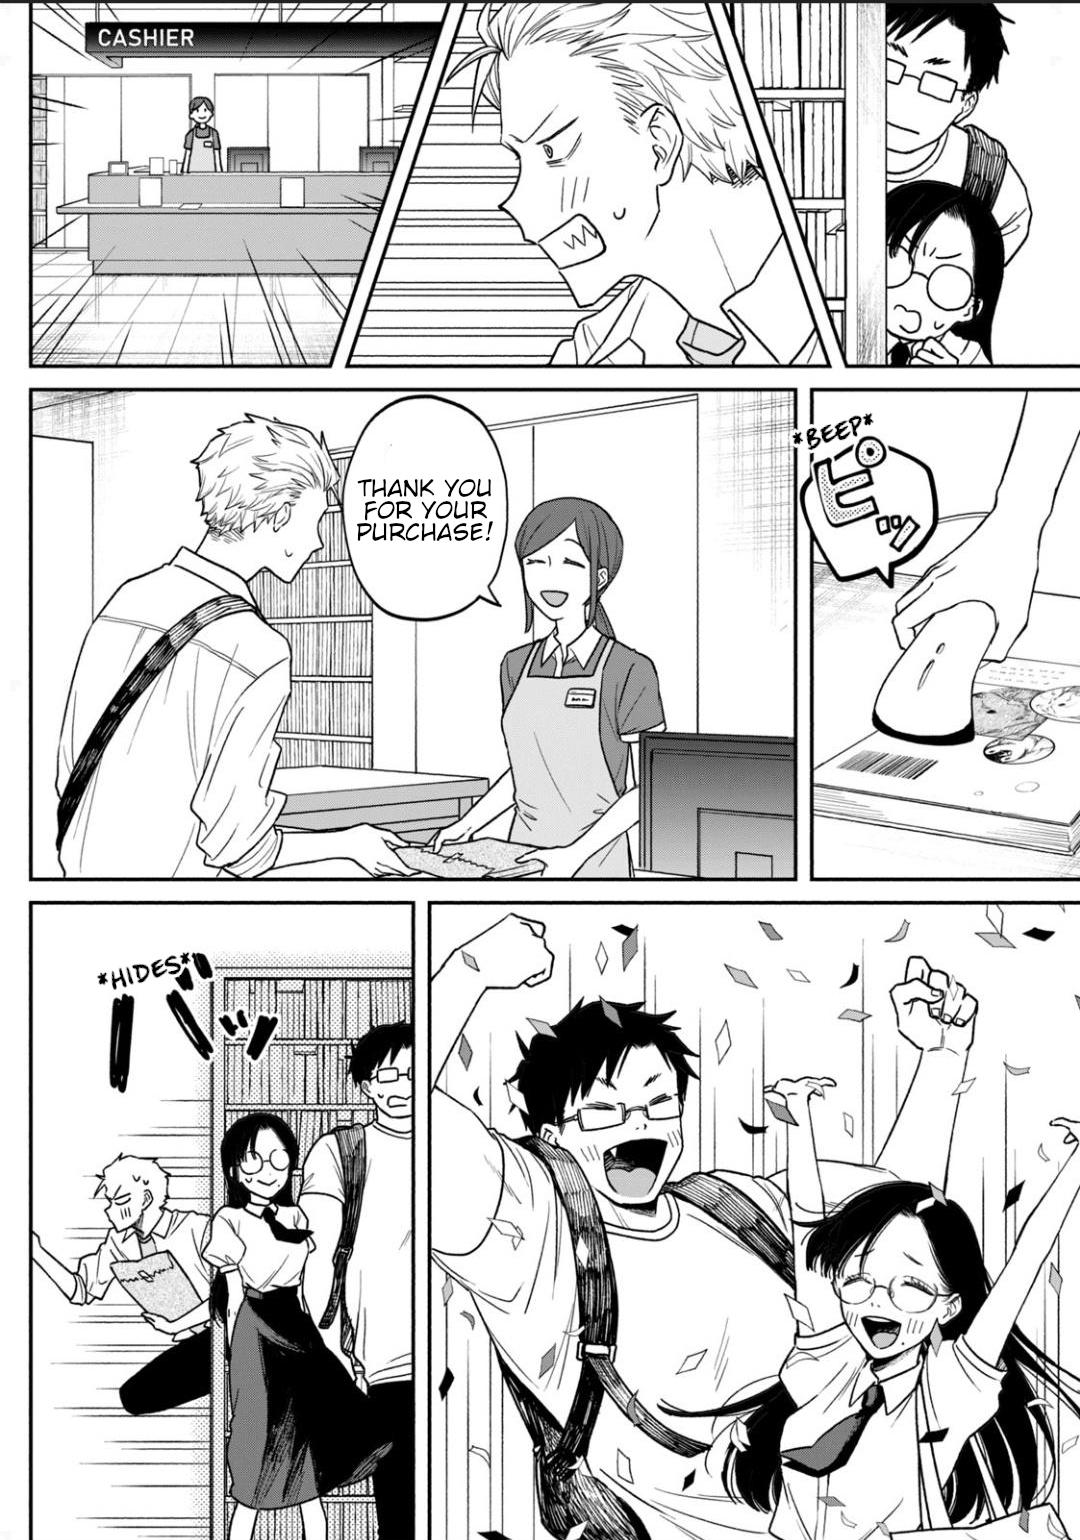 CASHIER
*BEEP*
ピッ
THANK YOU
FOR YOUR
PURCHASE!
*HIDES*
バッ